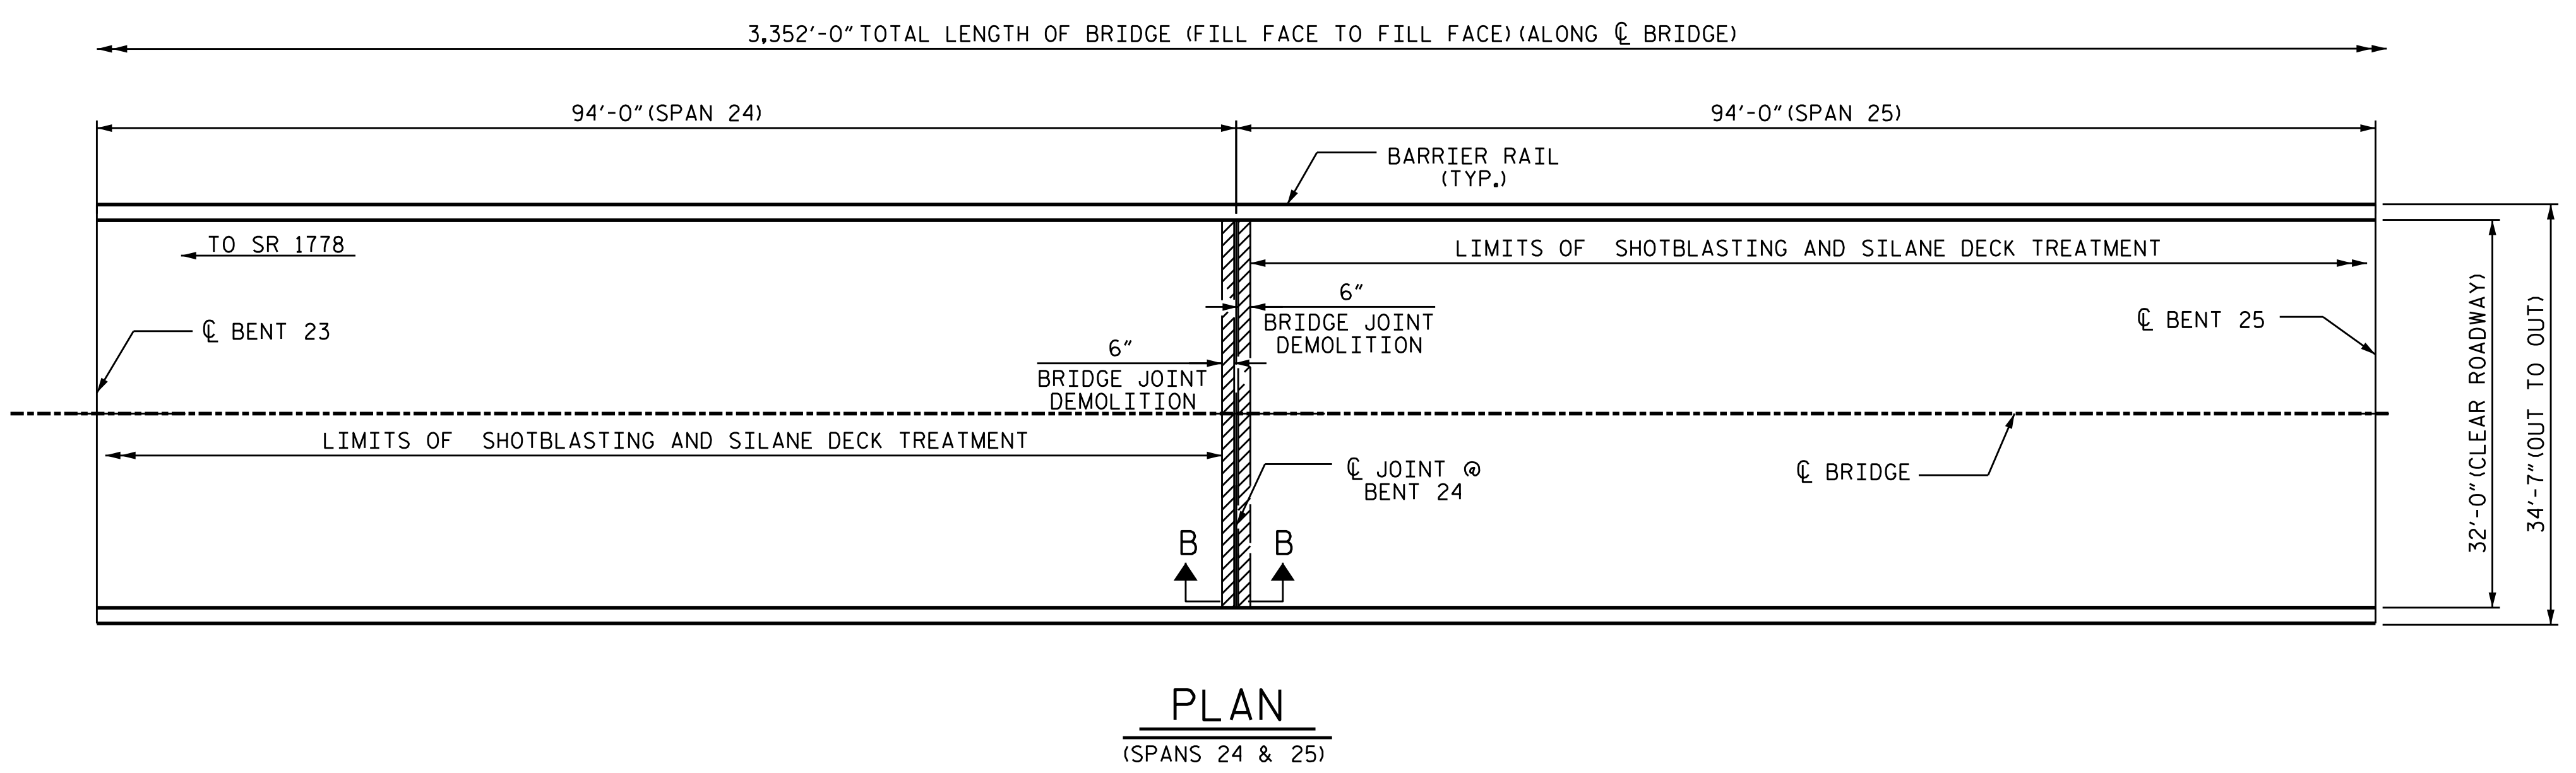 3,352'-0" TOTAL LENGTH OF BRIDGE (FILL FACE TO FILL FACE) (ALONG ℄ BRIDGE)
94'-0" (SPAN 24)
94'-0" (SPAN 25)
BARRIER RAIL
(TYP.)
TO SR 1778
LIMITS OF SHOTBLASTING AND SILANE DECK TREATMENT
6"
BRIDGE JOINT
DEMOLITION
℄ BENT 23
℄ BENT 25
6"
BRIDGE JOINT
DEMOLITION
LIMITS OF SHOTBLASTING AND SILANE DECK TREATMENT
℄ JOINT @
BENT 24
℄ BRIDGE
32'-0" (CLEAR ROADWAY)
34'-7" (OUT TO OUT)
B
B
PLAN
(SPANS 24 & 25)